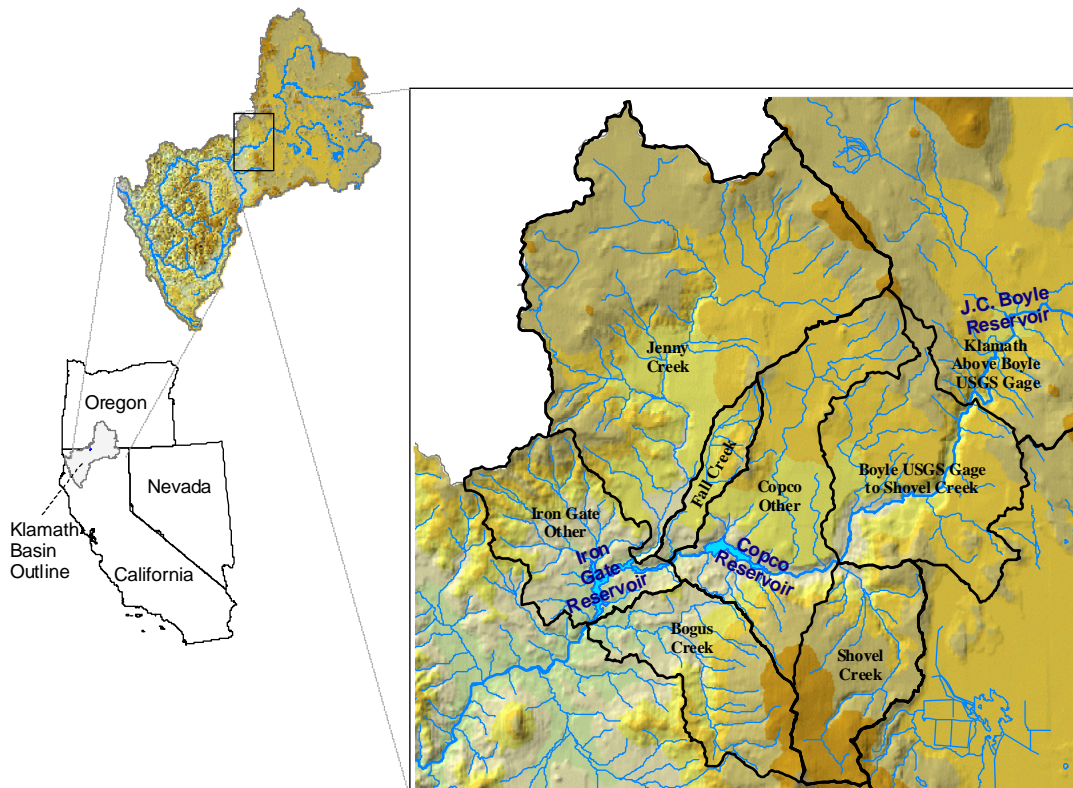 Oregon
Nevada
Klamath
Basin
Outline
California
J.C. Boyle
Reservoir
Klamath
Above Boyle
USGS Gage
Jenny
Creek
Fall Creek
Copco
Other
Boyle USGS Gage
to Shovel Creek
Iron Gate
Other
Iron
Gate
Reservoir
Copco
Reservoir
Bogus
Creek
Shovel
Creek